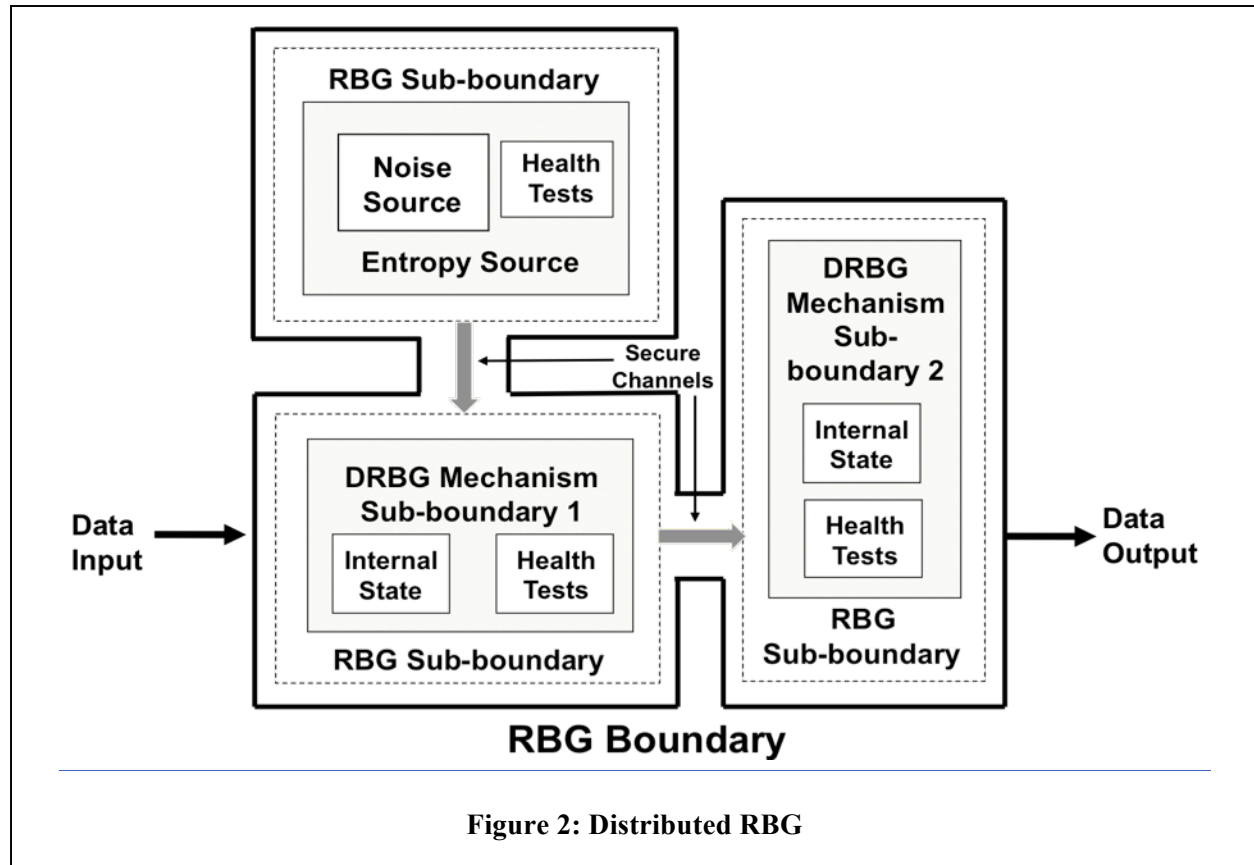 RBG Sub-boundary
Noise
Source
Health
Tests
Entropy Source
Secure
Channels
DRBG Mechanism
Sub-boundary 1
Internal
State
Health
Tests
RBG Sub-boundary
Data
Input
DRBG
Mechanism
Sub-
boundary 2
Internal
State
Health
Tests
RBG
Sub-boundary
Data
Output
RBG Boundary
Figure 2: Distributed RBG